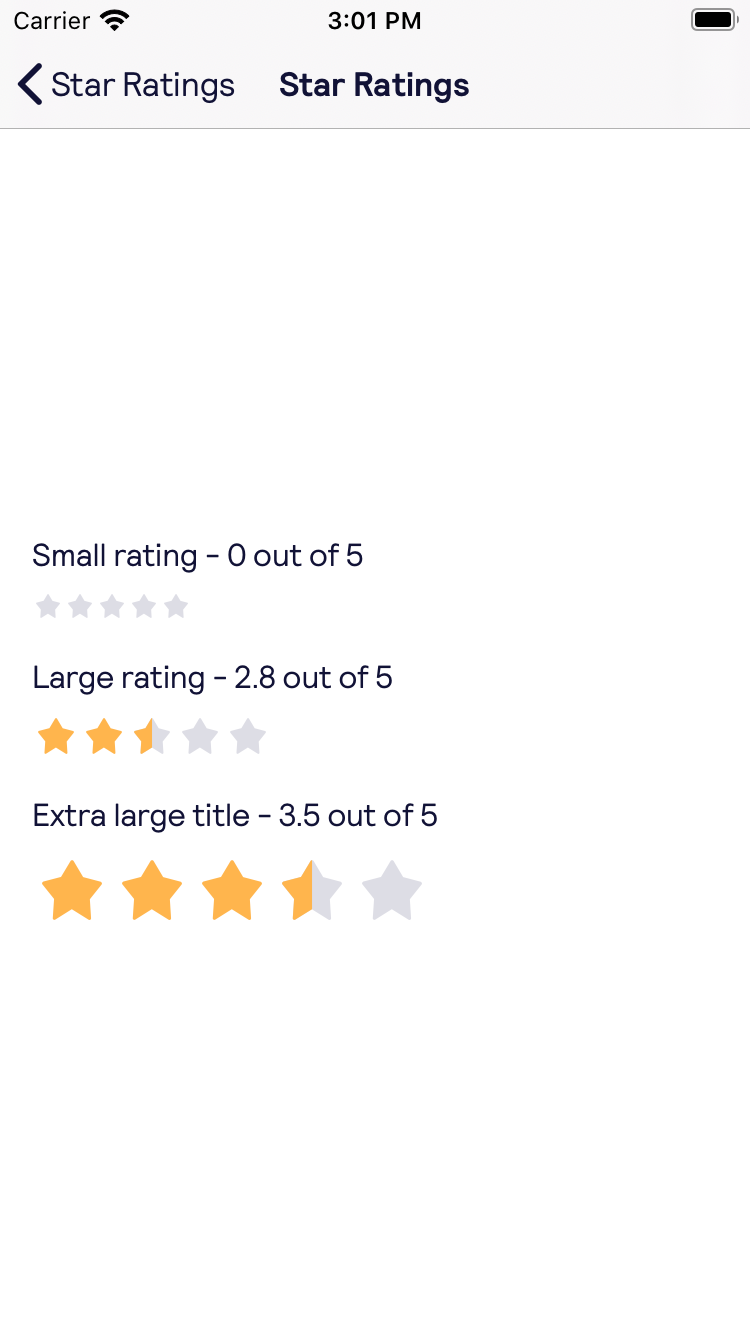 Carrier 3:01 PM
Star Ratings Star Ratings
Small rating - 0 out of 5
Large rating - 2.8 out of 5
Extra large title - 3.5 out of 5